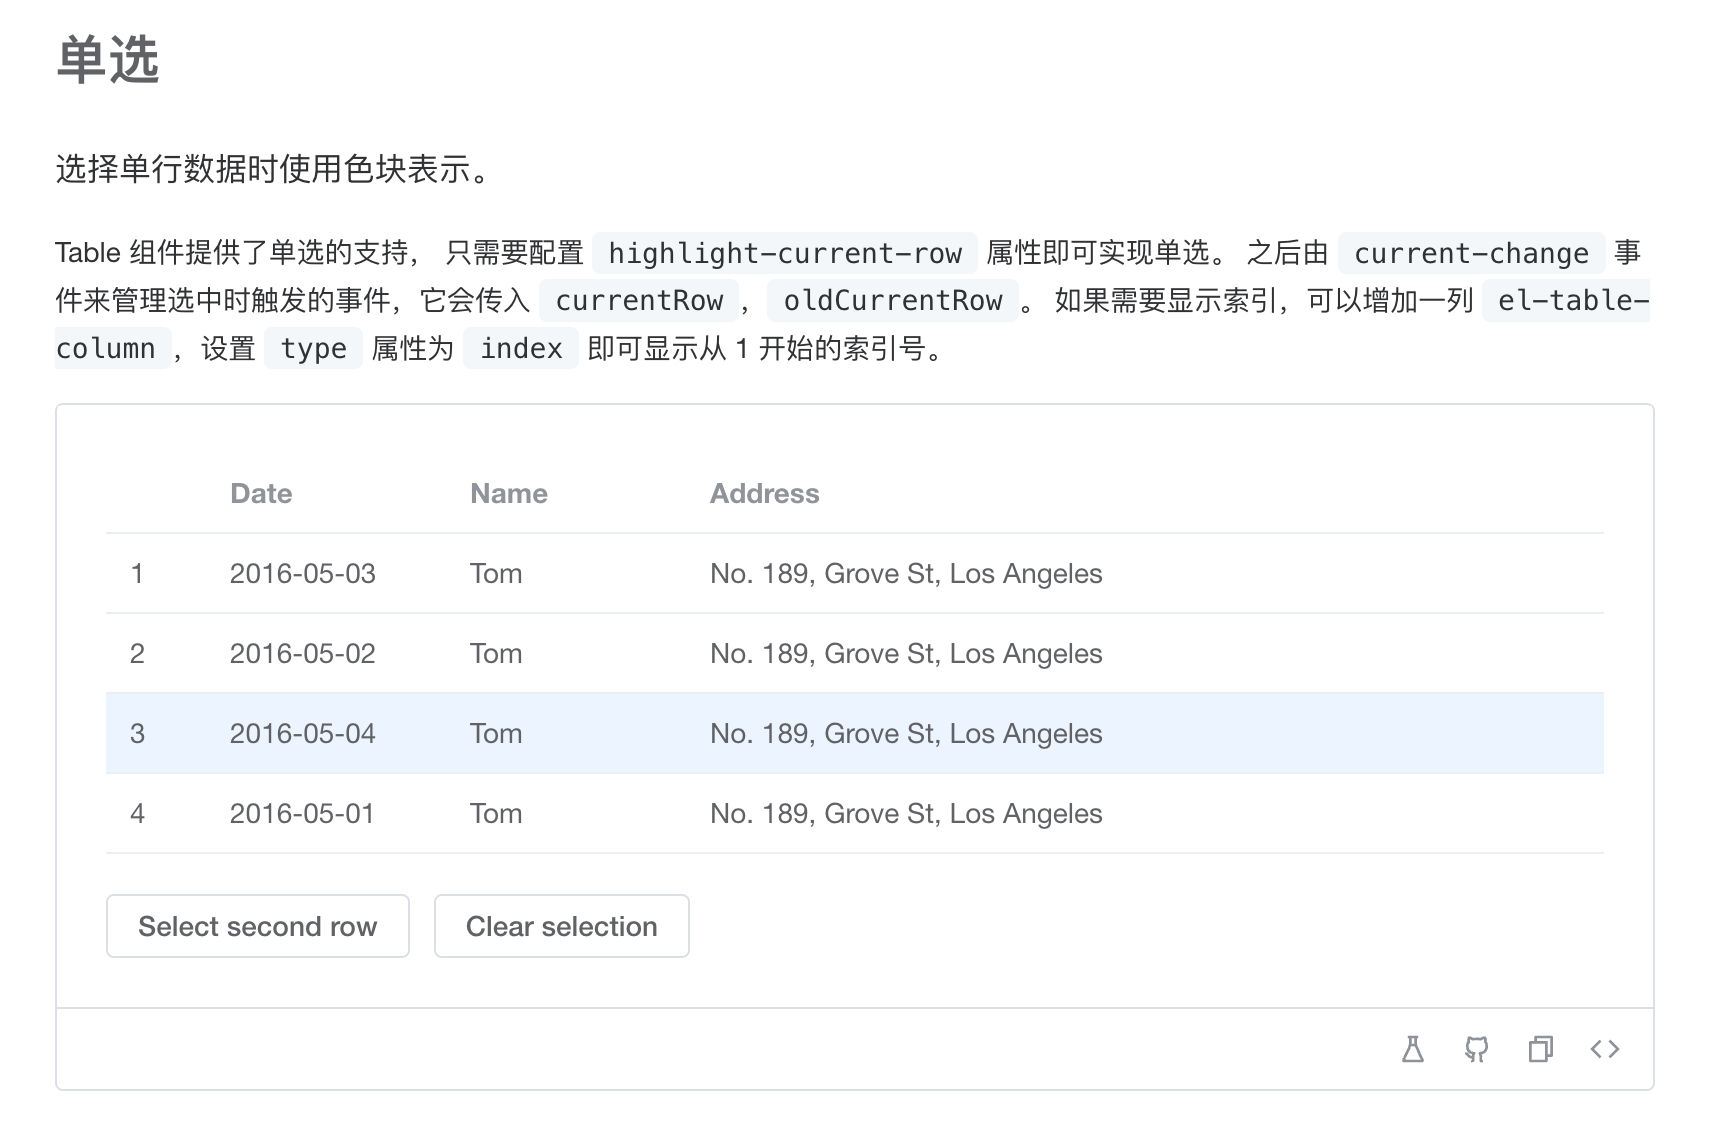 单选
选择单行数据时使用色块表示。
Table 组件提供了单选的支持， 只需要配置 highlight-current-row 属性即可实现单选。 之后由 current-change 事
件来管理选中时触发的事件，它会传入 currentRow，oldCurrentRow。 如果需要显示索引，可以增加一列 el-table-
column，设置 type 属性为 index 即可显示从 1 开始的索引号。
Date Name Address
1 2016-05-03 Tom No. 189, Grove St, Los Angeles
2 2016-05-02 Tom No. 189, Grove St, Los Angeles
3 2016-05-04 Tom No. 189, Grove St, Los Angeles
4 2016-05-01 Tom No. 189, Grove St, Los Angeles
Select second row Clear selection